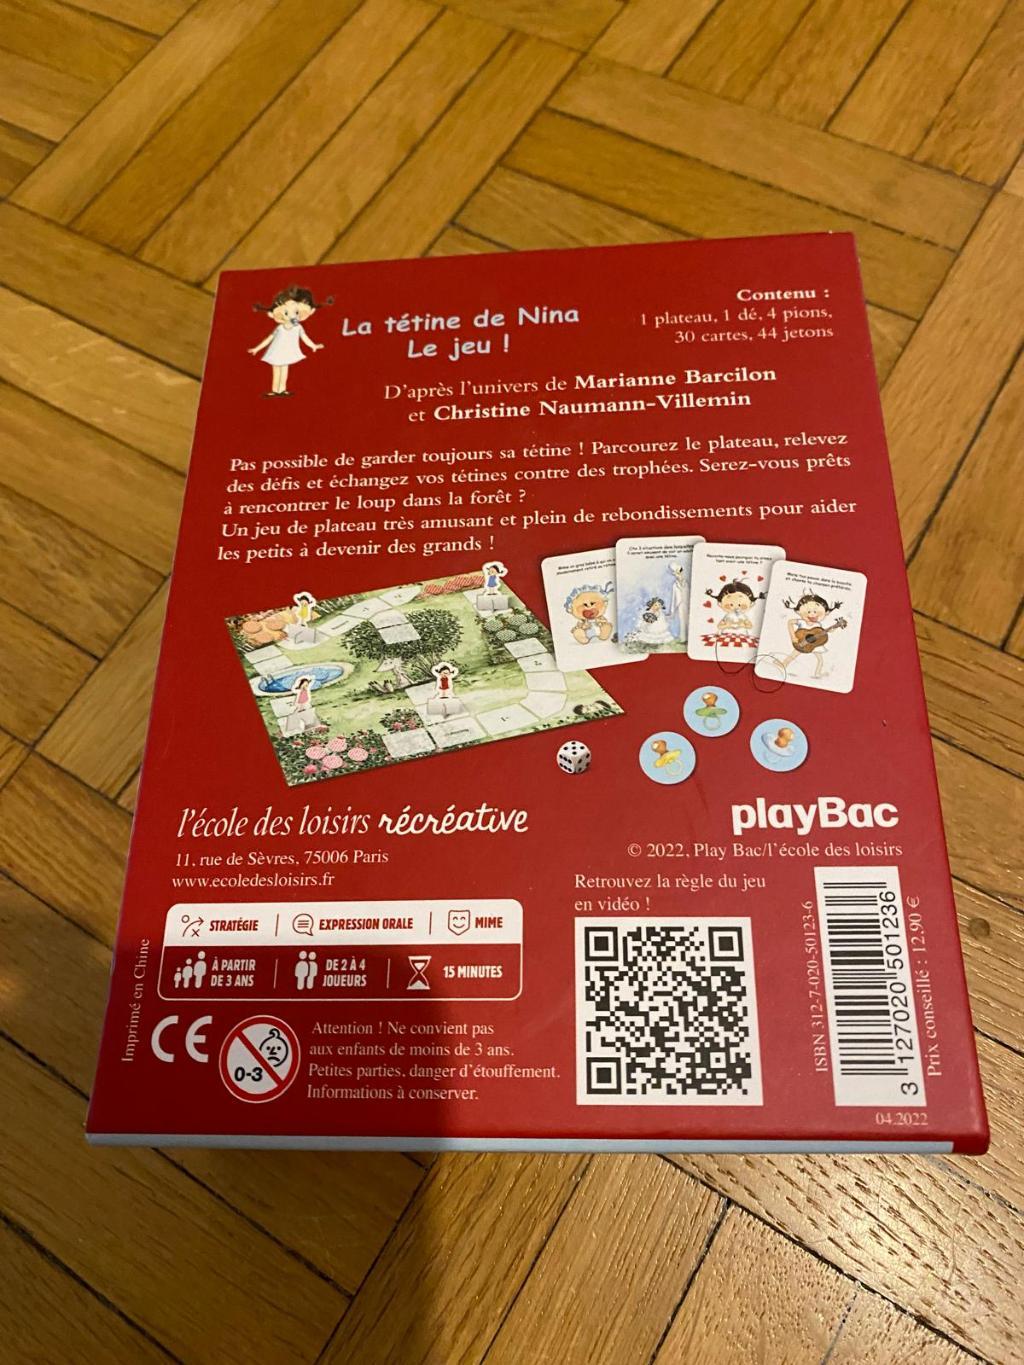 La tétine de Nina
Le jeu !
Contenu :
1 plateau, 1 dé, 4 pions,
30 cartes, 44 jetons
D'après l'univers de Marianne Barcilon
et Christine Naumann-Villemin
Pas possible de garder toujours sa tétine ! Parcourez le plateau, relevez
des défis et échangez vos tétines contre des trophées. Serez-vous prêts
à rencontrer le loup dans la forêt ?
Un jeu de plateau très amusant et plein de rebondissements pour aider
les petits à devenir des grands !
l'école des loisirs récréative
11, rue de Sèvres, 75006 Paris
www.ecoledesloisirs.fr
playBac
© 2022, Play Bac/l'école des loisirs
Retrouvez la règle du jeu
en vidéo !
STRATÉGIE
EXPRESSION ORALE
MIME
À PARTIR
DE 3 ANS
DE 2 À 4
JOUEURS
15 MINUTES
Imprimé en Chine
CE
0-3
Attention ! Ne convient pas
aux enfants de moins de 3 ans.
Petites parties, danger d'étouffement.
Informations à conserver.
ISBN 312-7-020-50123-6
3 127020 501236
Prix conseillé : 12,90 €
04.2022